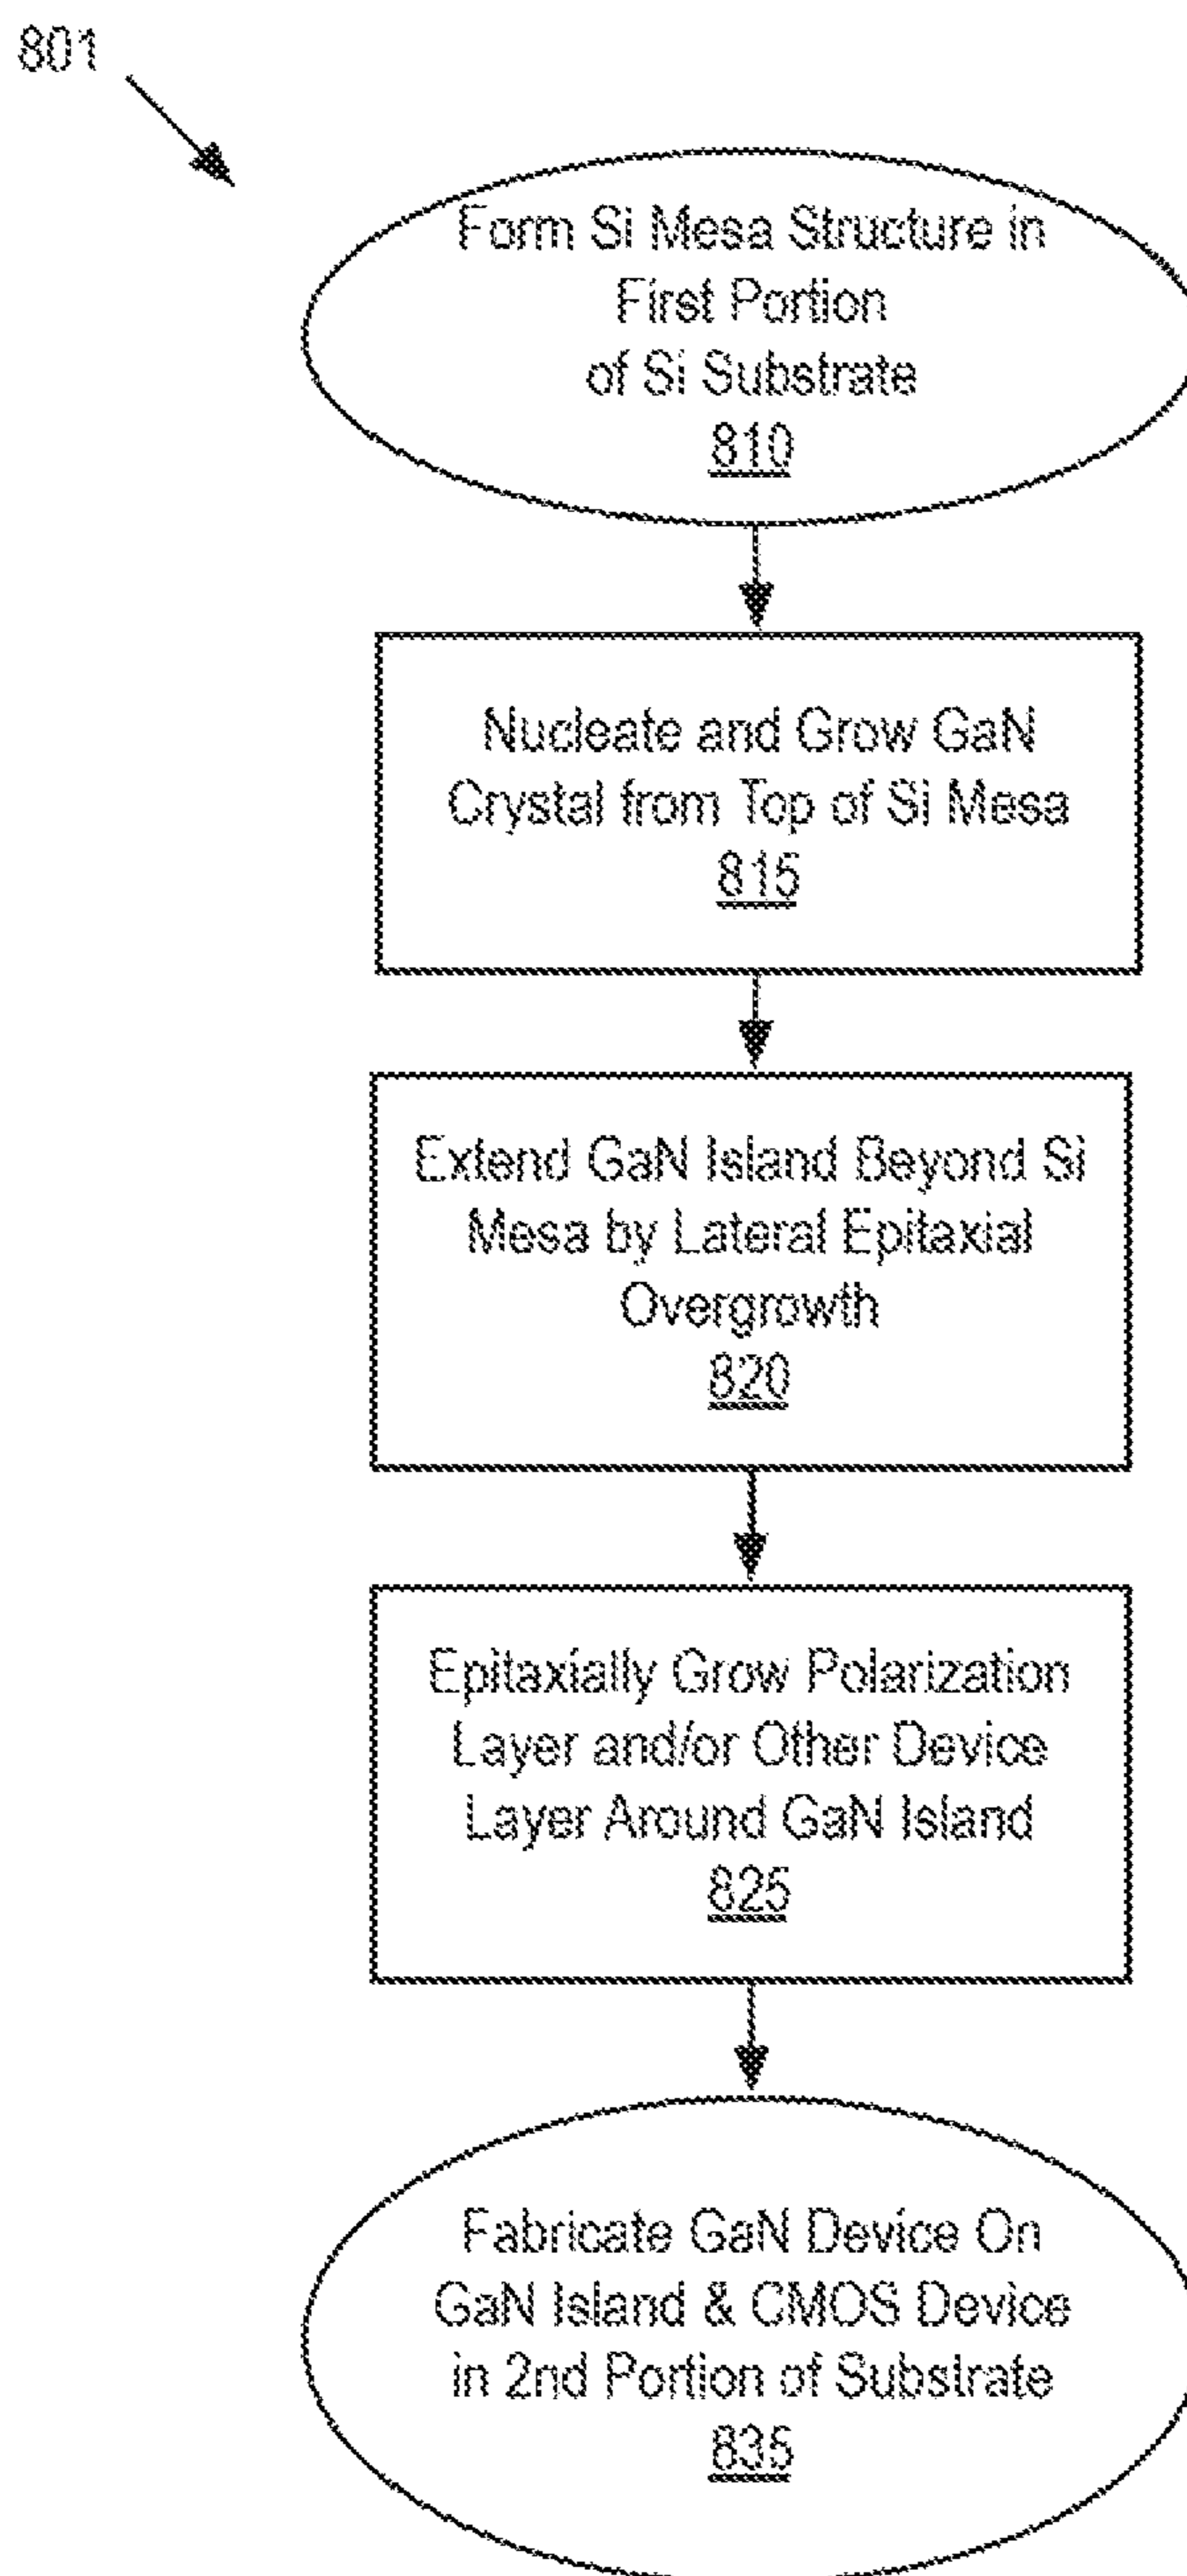 801
Form Si Mesa Structure in
First Portion
of Si Substrate
810
Nucleate and Grow GaN
Crystal from Top of Si Mesa
815
Extend GaN Island Beyond Si
Mesa by Lateral Epitaxial
Overgrowth
820
Epitaxially Grow Polarization
Layer and/or Other Device
Layer Around GaN Island
825
Fabricate GaN Device On
GaN Island & CMOS Device
in 2nd Portion of Substrate
835